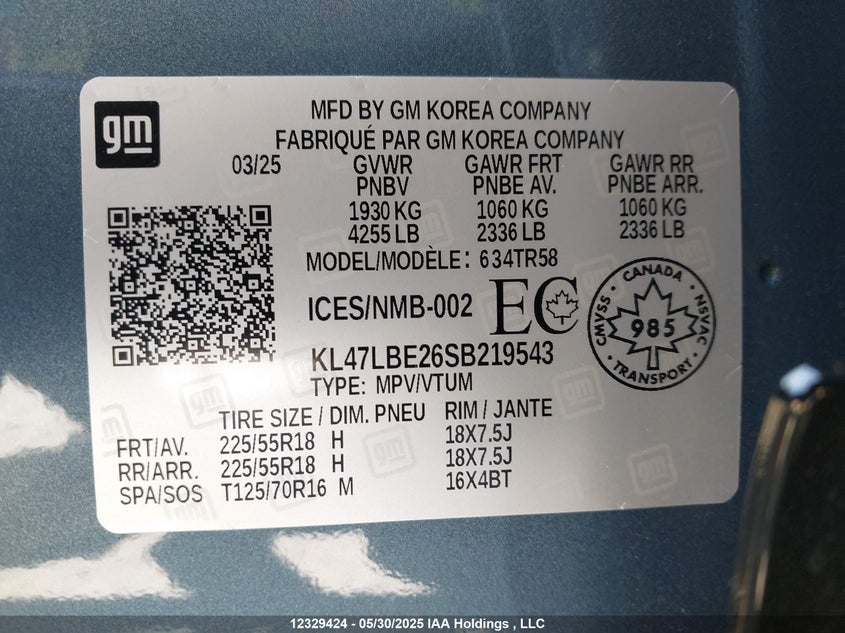 gm
MFD BY GM KOREA COMPANY
FABRIQUÉ PAR GM KOREA COMPANY
03/25 GVWR GAWR FRT GAWR RR
PNBV PNBE AV. PNBE ARR.
1930 KG 1060 KG 1060 KG
4255 LB 2336 LB 2336 LB
MODEL/MODÈLE: 634TR58
ICES/NMB-002 EC
CANADA
CMVSS 985 NSVAC
TRANSPORT
KL47LBE26SB219543
TYPE: MPV/VTUM
TIRE SIZE / DIM. PNEU RIM / JANTE
FRT/AV. 225/55R18 H 18X7.5J
RR/ARR. 225/55R18 H 18X7.5J
SPA/SOS T125/70R16 M 16X4BT
12329424 - 05/30/2025 IAA Holdings , LLC